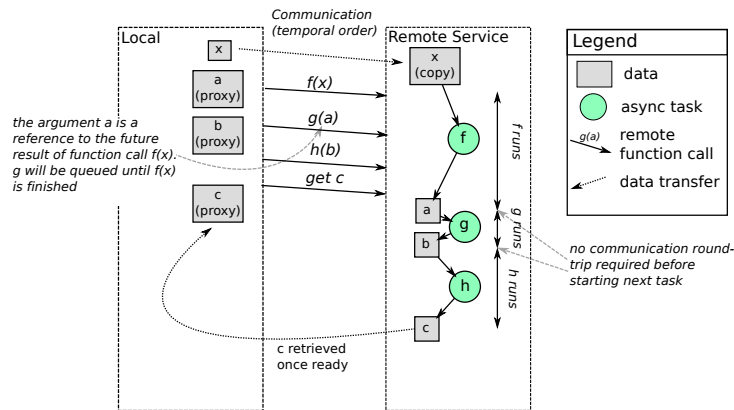 Communication
(temporal order)
Local
Remote Service
Legend
x
x
(copy)
data
a
(proxy)
f(x)
async task
the argument a is a
reference to the future
result of function call f(x).
g will be queued until f(x)
is finished
b
(proxy)
g(a)
f
f runs
g(a)
remote
function call
h(b)
get c
data transfer
c
(proxy)
a
g
g runs
b
no communication round-
trip required before
starting next task
h
h runs
c
c retrieved
once ready